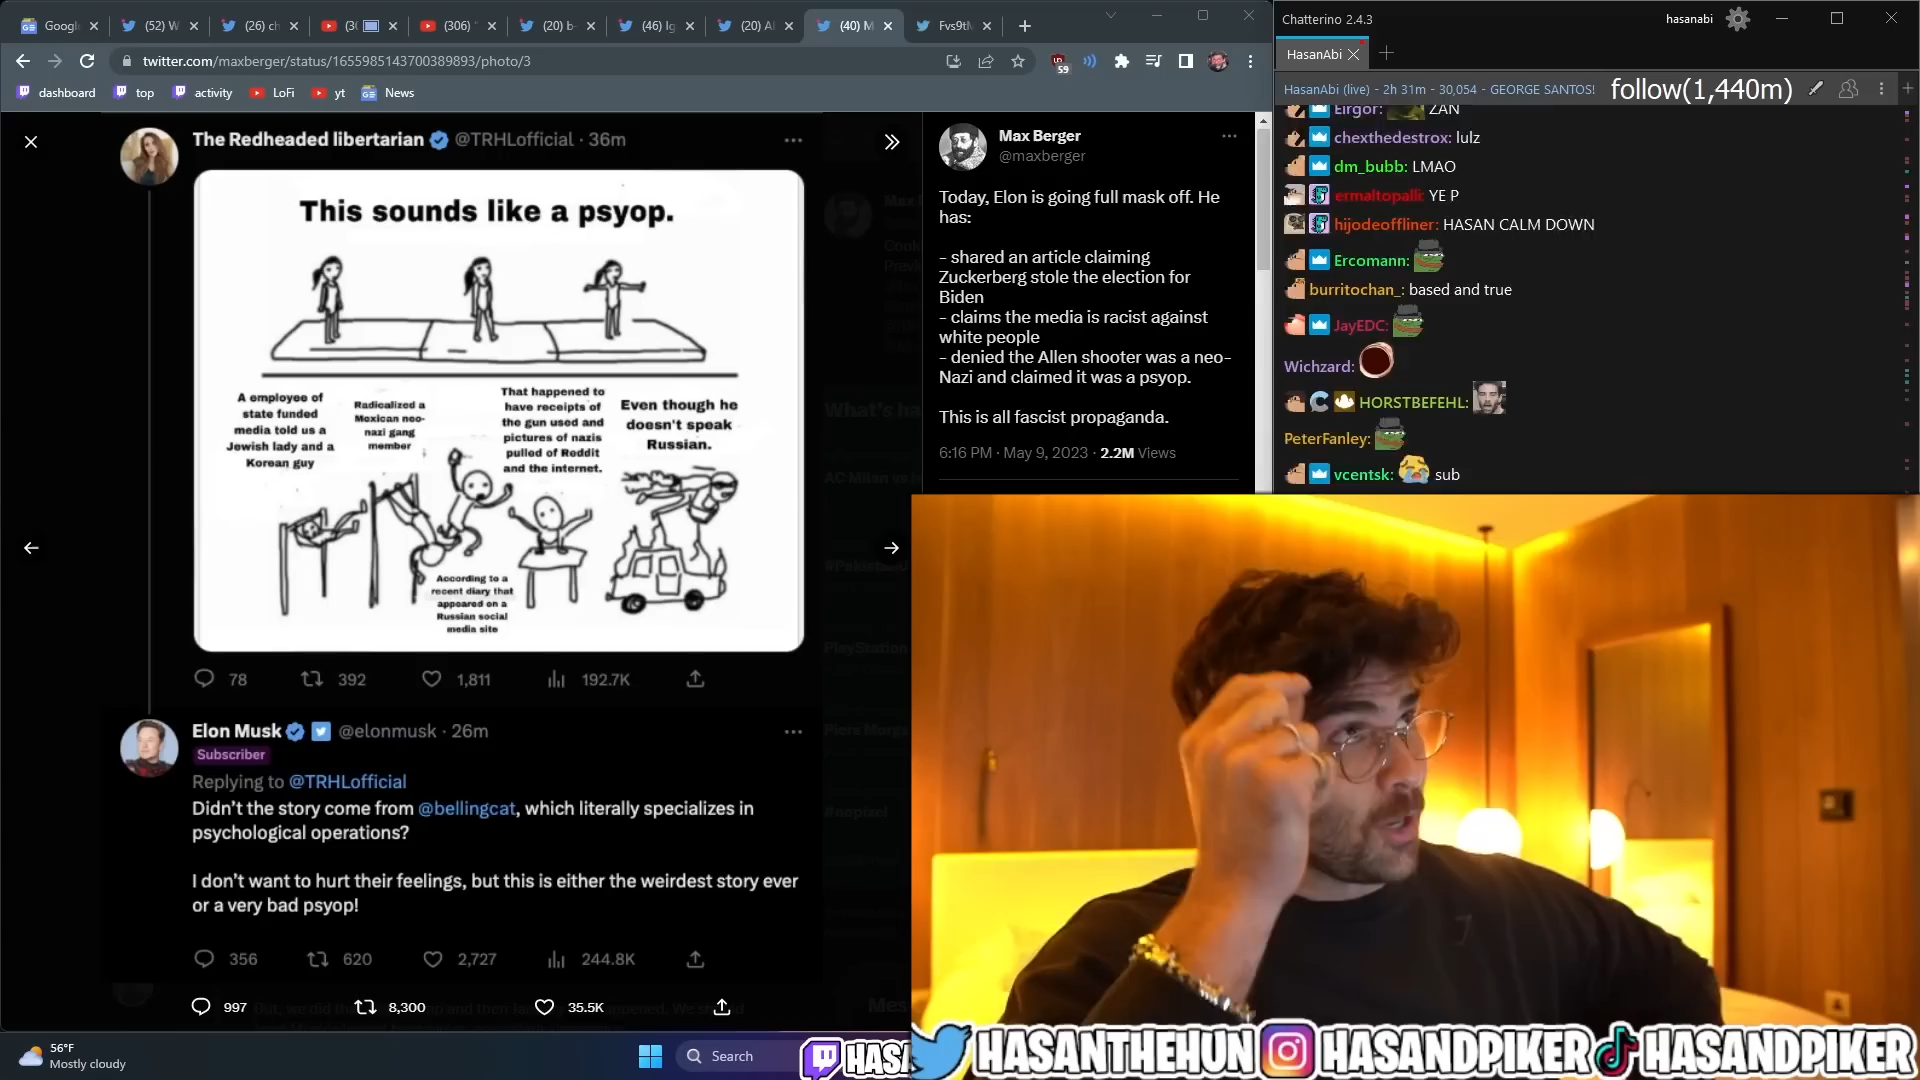 (52) W
(26) ch
(306)
(20)
(46) Ig
(20)
(40) M
twitter.com/maxberger/status/1655985143700389893/photo/3
59
dashboard
top
activity
LoFi
yt
News
The Redheaded libertarian @TRHLofficial · 36m
This sounds like a psyop.
A employee of
state funded
media told us a
Jewish lady and a
Korean guy
Radicalized a
Mexican neo-
nazi gang
member
That happened to
have receipts of
the gun used and
pictures of nazis
pulled of Reddit
and the internet.
Even though he
doesn't speak
Russian.
According to a
recent diary that
appeared on a
Russian social
media site
78
392
1,811
192.7K
Elon Musk @elonmusk · 26m
Subscriber
Replying to @TRHLofficial
Didn't the story come from @bellingcat, which literally specializes in
psychological operations?
I don't want to hurt their feelings, but this is either the weirdest story ever
or a very bad psyop!
356
620
2,727
244.8K
997
8,300
35.5K
Max Berger
@maxberger
Today, Elon is going full mask off. He
has:
- shared an article claiming
Zuckerberg stole the election for
Biden
- claims the media is racist against
white people
- denied the Allen shooter was a neo-
Nazi and claimed it was a psyop.
This is all fascist propaganda.
6:16 PM · May 9, 2023 · 2.2M Views
Chatterino 2.4.3
hasanabi
HasanAbi
HasanAbi (live) - 2h 31m - 30,054 - GEORGE SANTOS!
follow(1,440m)
Eirgor: ZAN
chexthedestrox: lulz
dm_bubb: LMAO
ermaltopalli: YE P
hijodeoffliner: HASAN CALM DOWN
Ercomann:
burritochan_: based and true
JayEDC:
Wichzard:
HORSTBEFEHL:
PeterFanley:
vcentsk: sub
56°F
Mostly cloudy
Search
HASANTHEHUN
HASANDPIKER
HASANDPIKER